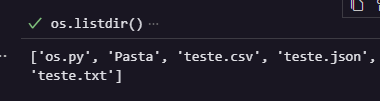 os.listdir()
['os.py', 'Pasta', 'teste.csv', 'teste.json',
'teste.txt']